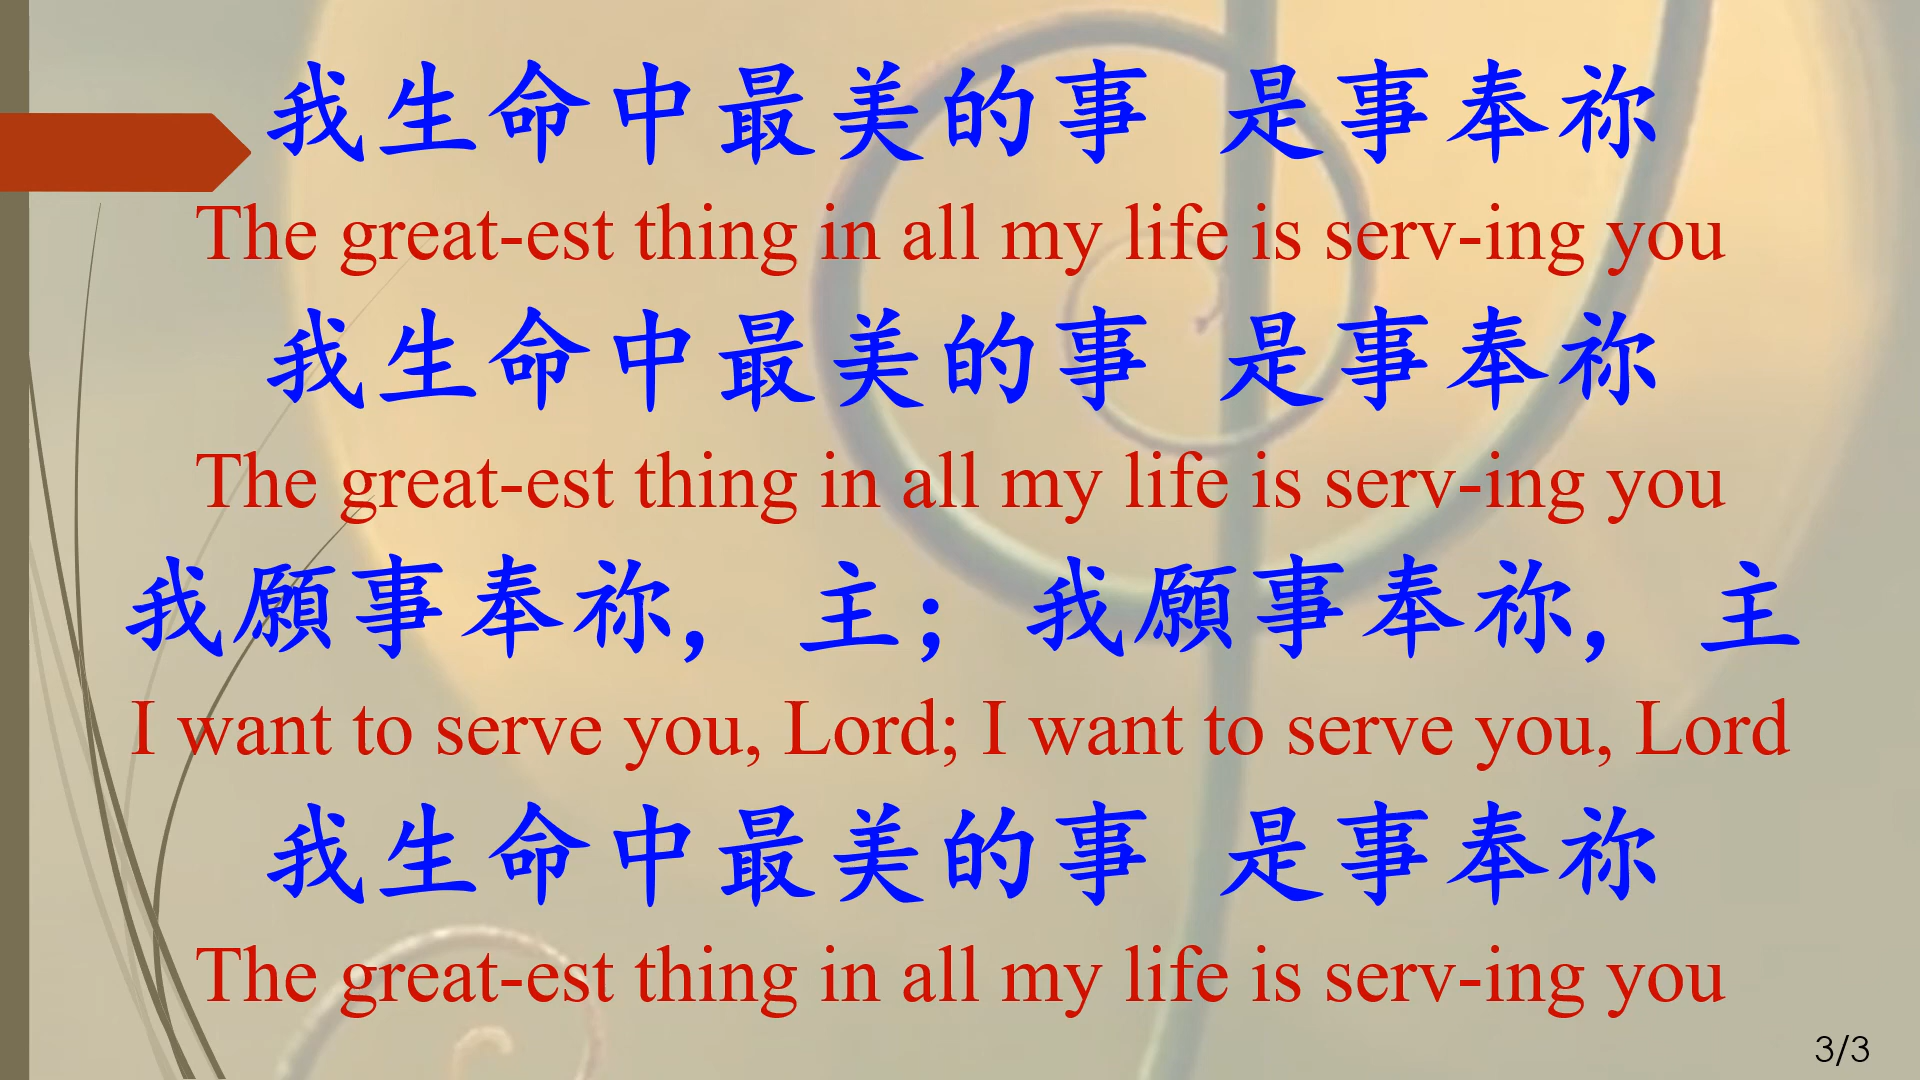 我生命中最美的事 是事奉祢
The great-est thing in all my life is serv-ing you
我生命中最美的事 是事奉祢
The great-est thing in all my life is serv-ing you
我願事奉祢, 主; 我願事奉祢, 主
I want to serve you, Lord; I want to serve you, Lord
我生命中最美的事 是事奉祢
The great-est thing in all my life is serv-ing you
3/3